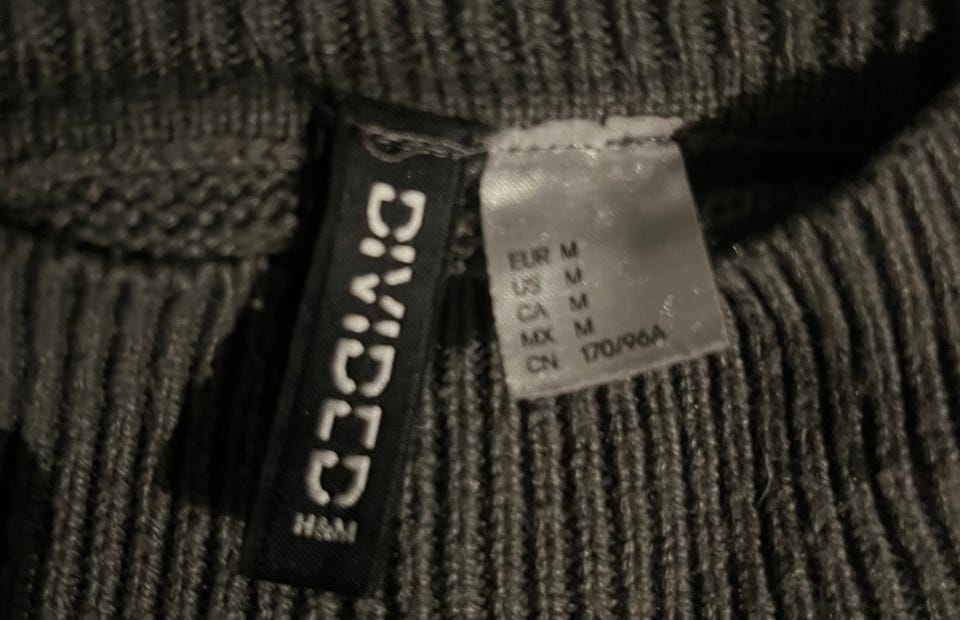 DIVIDED
H&M
EUR M
US M
CA M
MX M
CN 170/96A